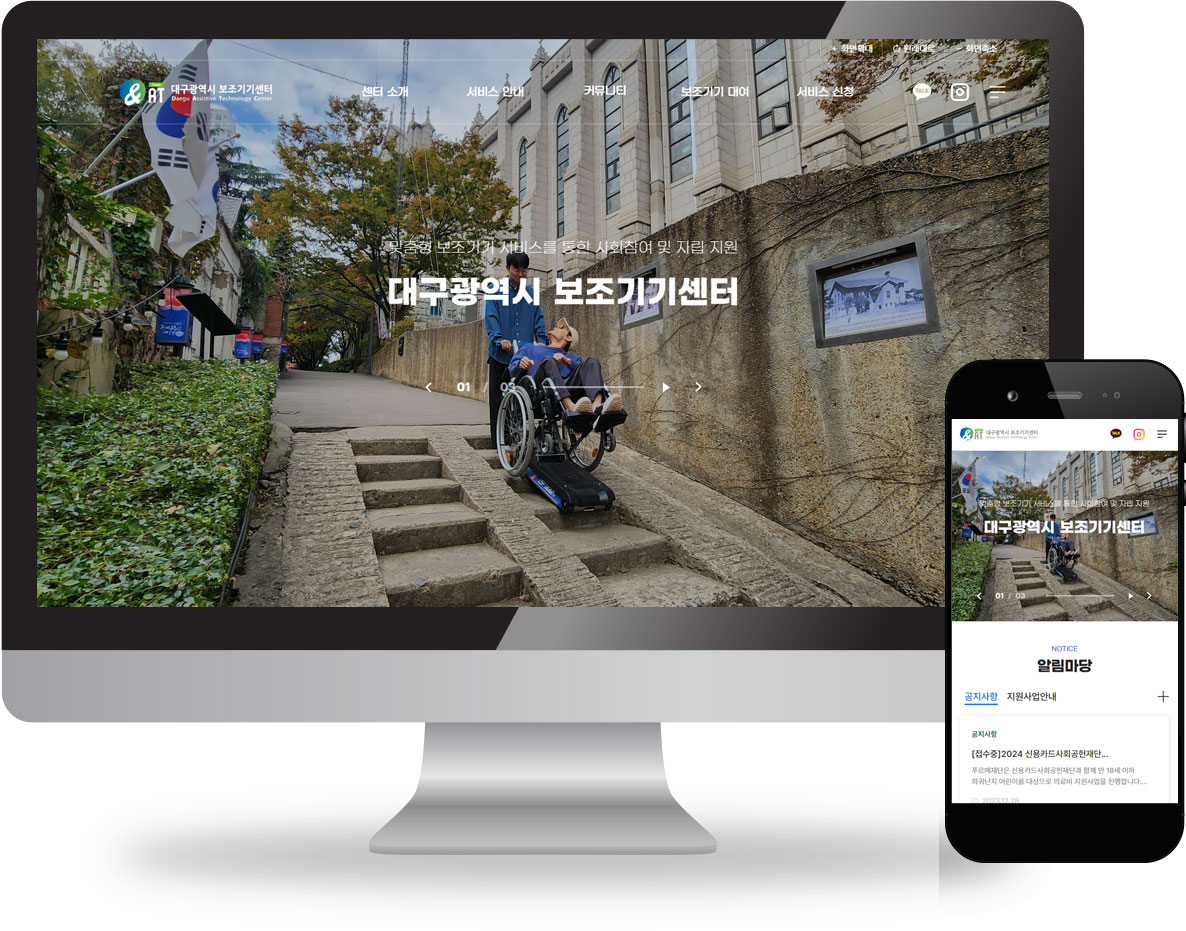 + 화면확대
원래대로
- 화면축소
& AT 대구광역시 보조기기센터
Daegu Assistive Technology Center
센터 소개
서비스 안내
커뮤니티
보조기기 대여
서비스 신청
TALK
맞춤형 보조기기 서비스를 통한 사회참여 및 자립 지원
대구광역시 보조기기센터
01 / 03
& AT 대구광역시 보조기기센터
Daegu Assistive Technology Center
TALK
맞춤형 보조기기 서비스를 통한 사회참여 및 자립 지원
대구광역시 보조기기센터
01 / 03
NOTICE
알림마당
공지사항 지원사업안내
공지사항
[접수중]2024 신용카드사회공헌재단...
푸르메재단은 신용카드사회공헌재단과 함께 만 18세 이하
희귀난치 어린이를 대상으로 의료비 지원사업을 진행합니다....
2023.12.28